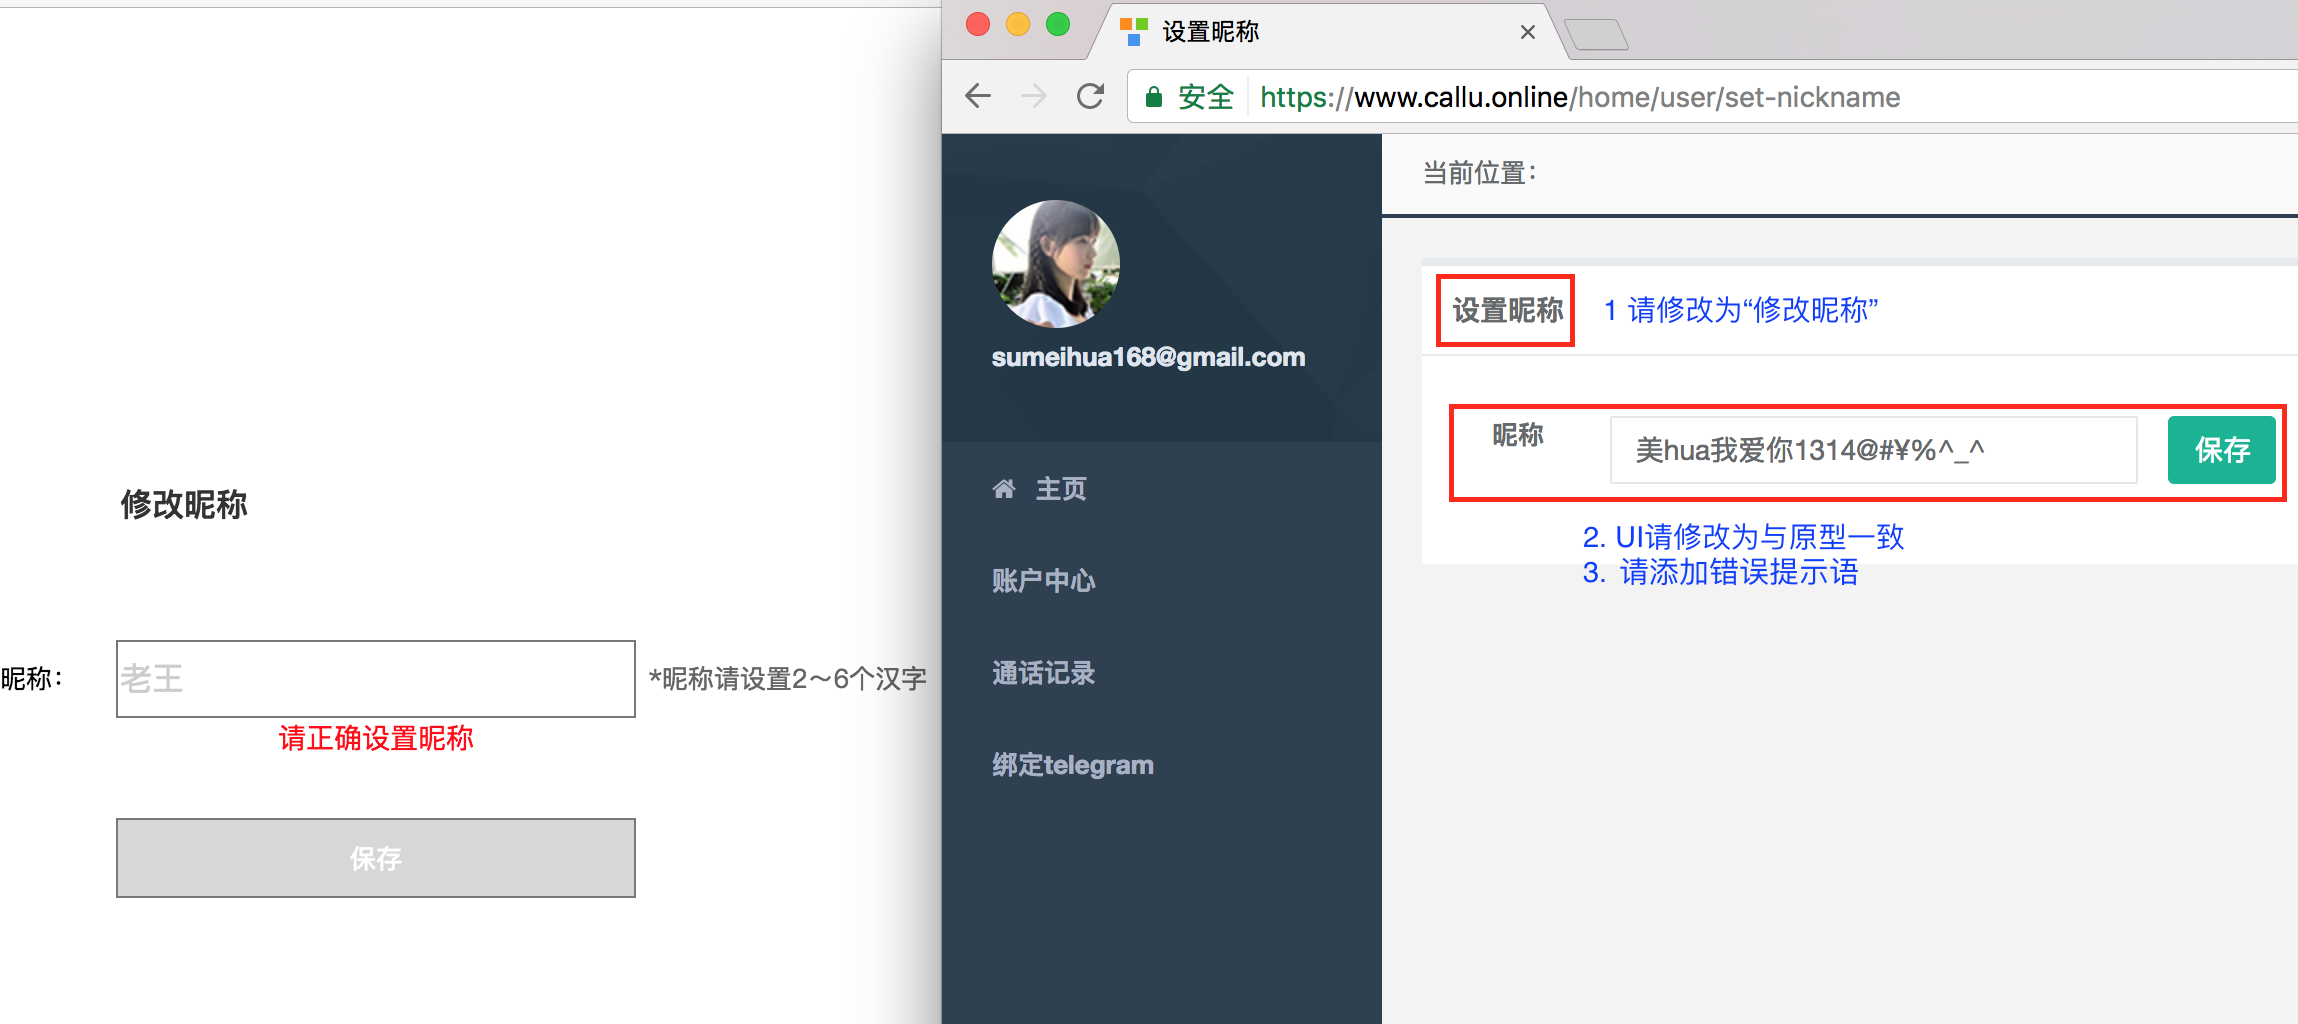 修改昵称
昵称：
老王
*昵称请设置2～6个汉字
请正确设置昵称
保存
设置昵称
安全
https://www.callu.online/home/user/set-nickname
sumeihua168@gmail.com
主页
账户中心
通话记录
绑定telegram
当前位置：
设置昵称
1 请修改为“修改昵称”
昵称
美hua我爱你1314@#¥%^_^
保存
2. UI请修改为与原型一致
3. 请添加错误提示语